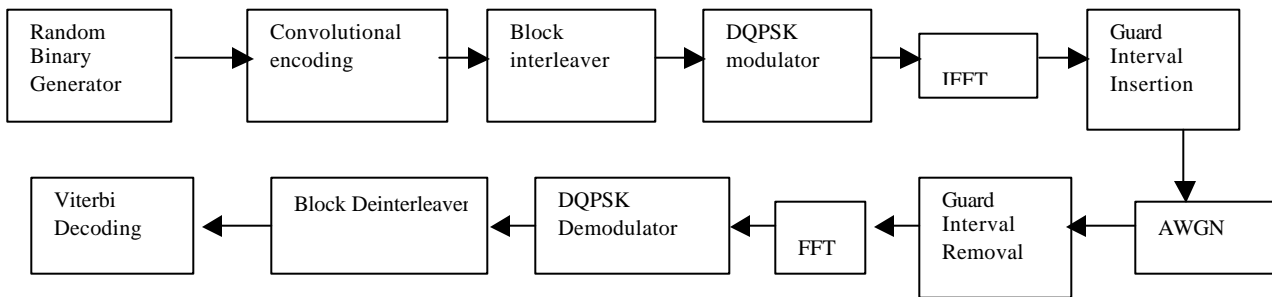 Random
Binary
Generator
Convolutional
encoding
Block
interleaver
DQPSK
modulator
IFFT
Guard
Interval
Insertion
Viterbi
Decoding
Block Deinterleaver
DQPSK
Demodulator
FFT
Guard
Interval
Removal
AWGN